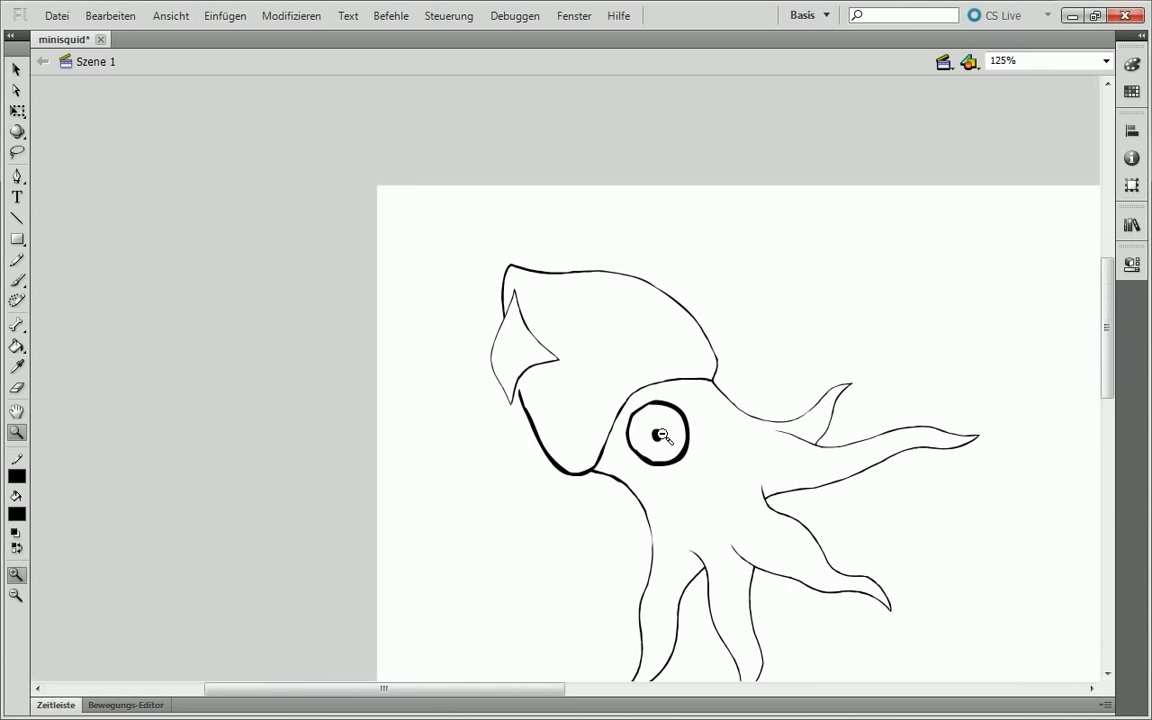 Fl Datei Bearbeiten Ansicht Einfügen Modifizieren Text Befehle Steuerung Debuggen Fenster Hilfe Basis CS Live
minisquid*
Szene 1 125%
T
Zeitleiste Bewegungs-Editor